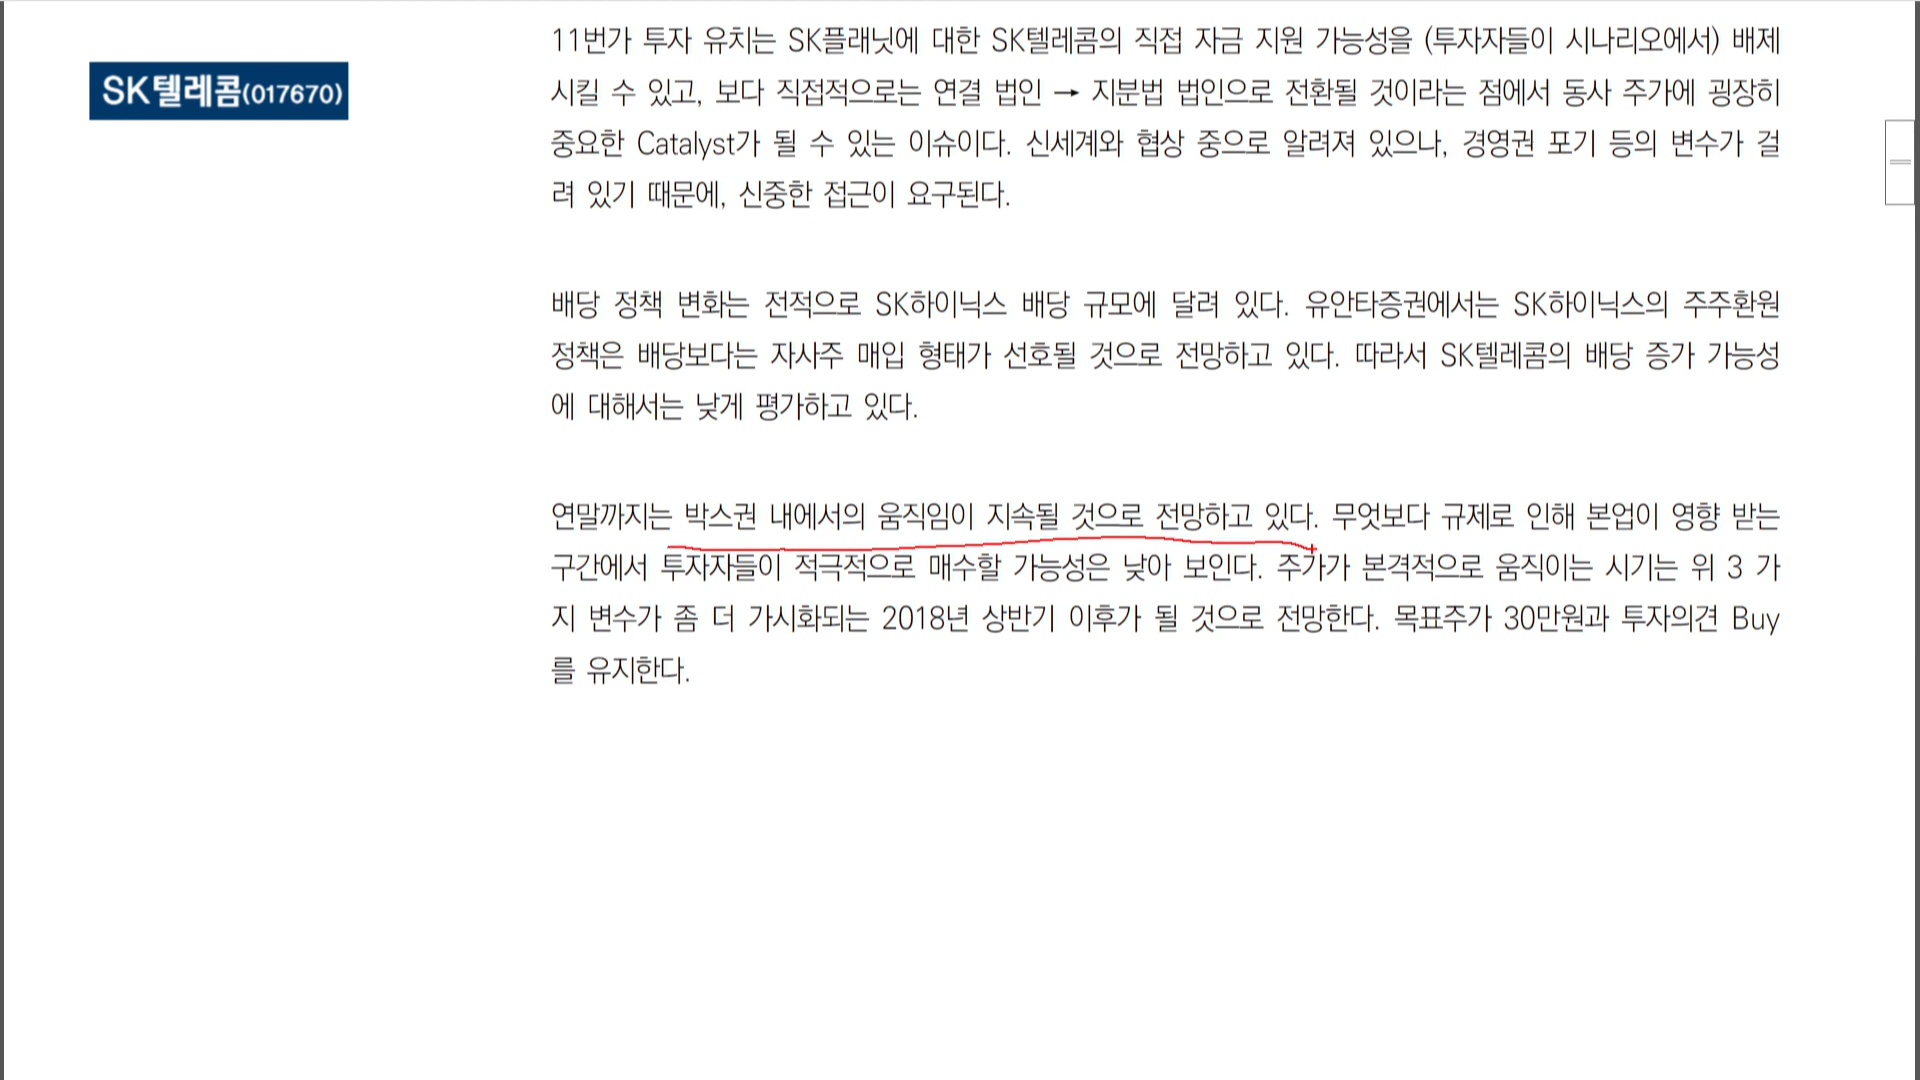 SK텔레콤(017670)
11번가 투자 유치는 SK플래닛에 대한 SK텔레콤의 직접 자금 지원 가능성을 (투자자들이 시나리오에서) 배제
시킬 수 있고, 보다 직접적으로는 연결 법인 → 지분법 법인으로 전환될 것이라는 점에서 동사 주가에 굉장히
중요한 Catalyst가 될 수 있는 이슈이다. 신세계와 협상 중으로 알려져 있으나, 경영권 포기 등의 변수가 걸
려 있기 때문에, 신중한 접근이 요구된다.
배당 정책 변화는 전적으로 SK하이닉스 배당 규모에 달려 있다. 유안타증권에서는 SK하이닉스의 주주환원
정책은 배당보다는 자사주 매입 형태가 선호될 것으로 전망하고 있다. 따라서 SK텔레콤의 배당 증가 가능성
에 대해서는 낮게 평가하고 있다.
연말까지는 박스권 내에서의 움직임이 지속될 것으로 전망하고 있다. 무엇보다 규제로 인해 본업이 영향 받는
구간에서 투자자들이 적극적으로 매수할 가능성은 낮아 보인다. 주가가 본격적으로 움직이는 시기는 위 3 가
지 변수가 좀 더 가시화되는 2018년 상반기 이후가 될 것으로 전망한다. 목표주가 30만원과 투자의견 Buy
를 유지한다.